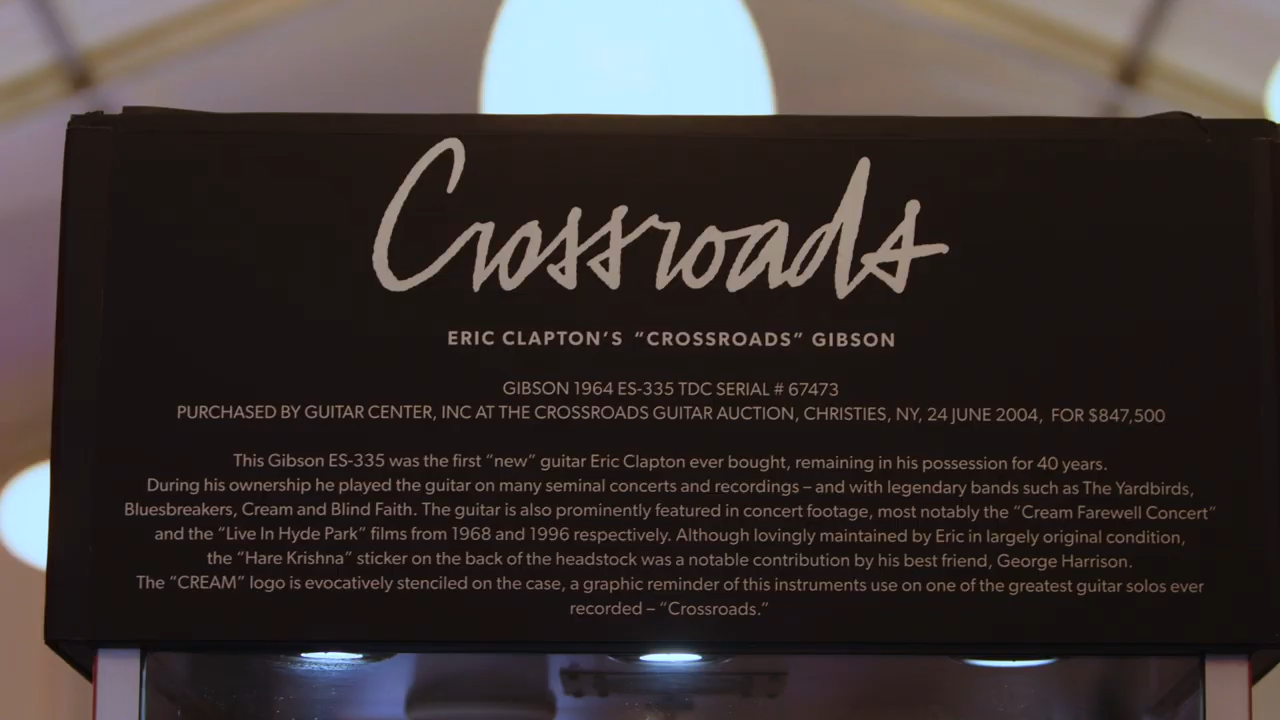 Crossroads
ERIC CLAPTON'S "CROSSROADS" GIBSON
GIBSON 1964 ES-335 TDC SERIAL # 67473
PURCHASED BY GUITAR CENTER, INC AT THE CROSSROADS GUITAR AUCTION, CHRISTIES, NY, 24 JUNE 2004, FOR $847,500
This Gibson ES-335 was the first "new" guitar Eric Clapton ever bought, remaining in his possession for 40 years.
During his ownership he played the guitar on many seminal concerts and recordings – and with legendary bands such as The Yardbirds,
Bluesbreakers, Cream and Blind Faith. The guitar is also prominently featured in concert footage, most notably the "Cream Farewell Concert"
and the "Live In Hyde Park" films from 1968 and 1996 respectively. Although lovingly maintained by Eric in largely original condition,
the "Hare Krishna" sticker on the back of the headstock was a notable contribution by his best friend, George Harrison.
The "CREAM" logo is evocatively stenciled on the case, a graphic reminder of this instruments use on one of the greatest guitar solos ever
recorded – "Crossroads."